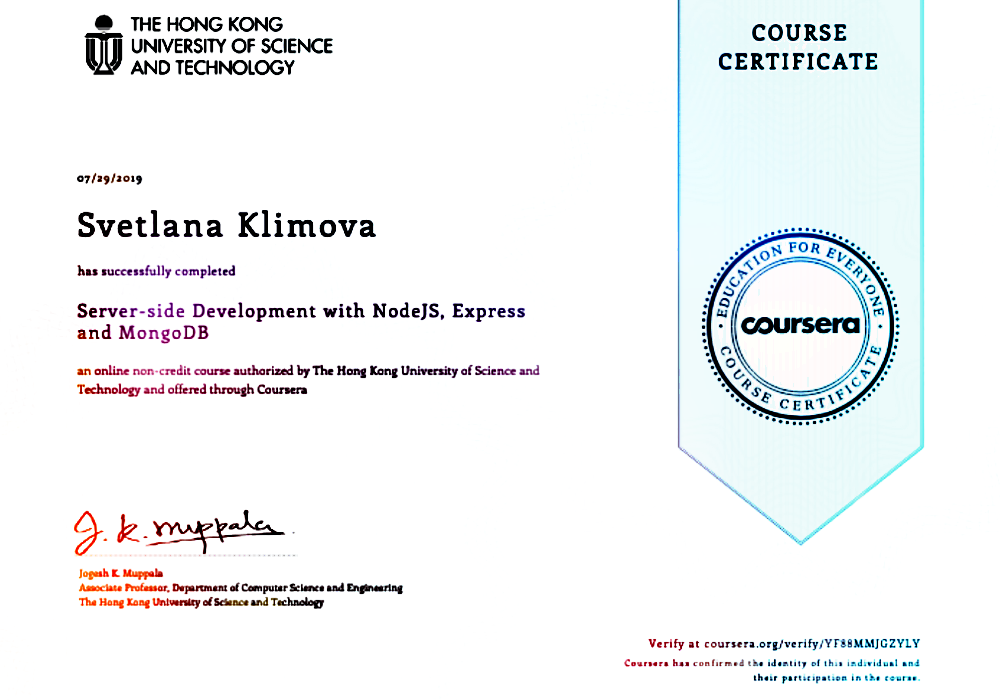 THE HONG KONG
UNIVERSITY OF SCIENCE
AND TECHNOLOGY
COURSE
CERTIFICATE
07/29/2019
Svetlana Klimova
has successfully completed
Server-side Development with NodeJS, Express
and MongoDB
an online non-credit course authorized by The Hong Kong University of Science and
Technology and offered through Coursera
EDUCATION FOR EVERYONE
coursera
COURSE CERTIFICATE
J. K. Muppala
Jogesh K. Muppala
Associate Professor, Department of Computer Science and Engineering
The Hong Kong University of Science and Technology
Verify at coursera.org/verify/YF88MMJGZYLY
Coursera has confirmed the identity of this individual and
their participation in the course.